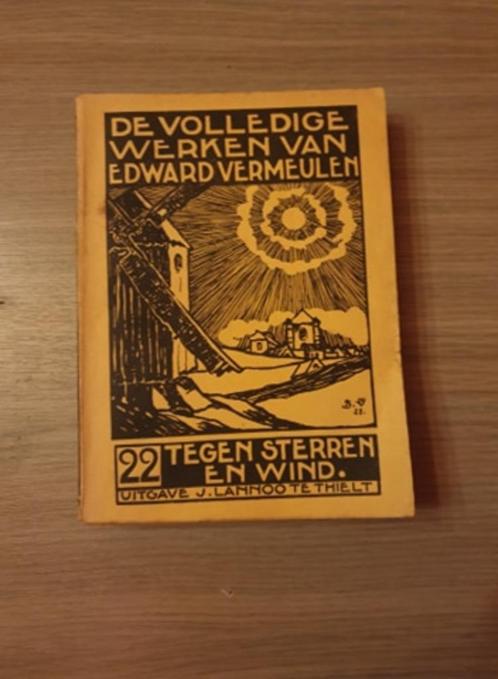 DE VOLLEDIGE
WERKEN VAN
EDWARD VERMEULEN
22 TEGEN STERREN
EN WIND.
UITGAVE J. LANNOO TE THIELT